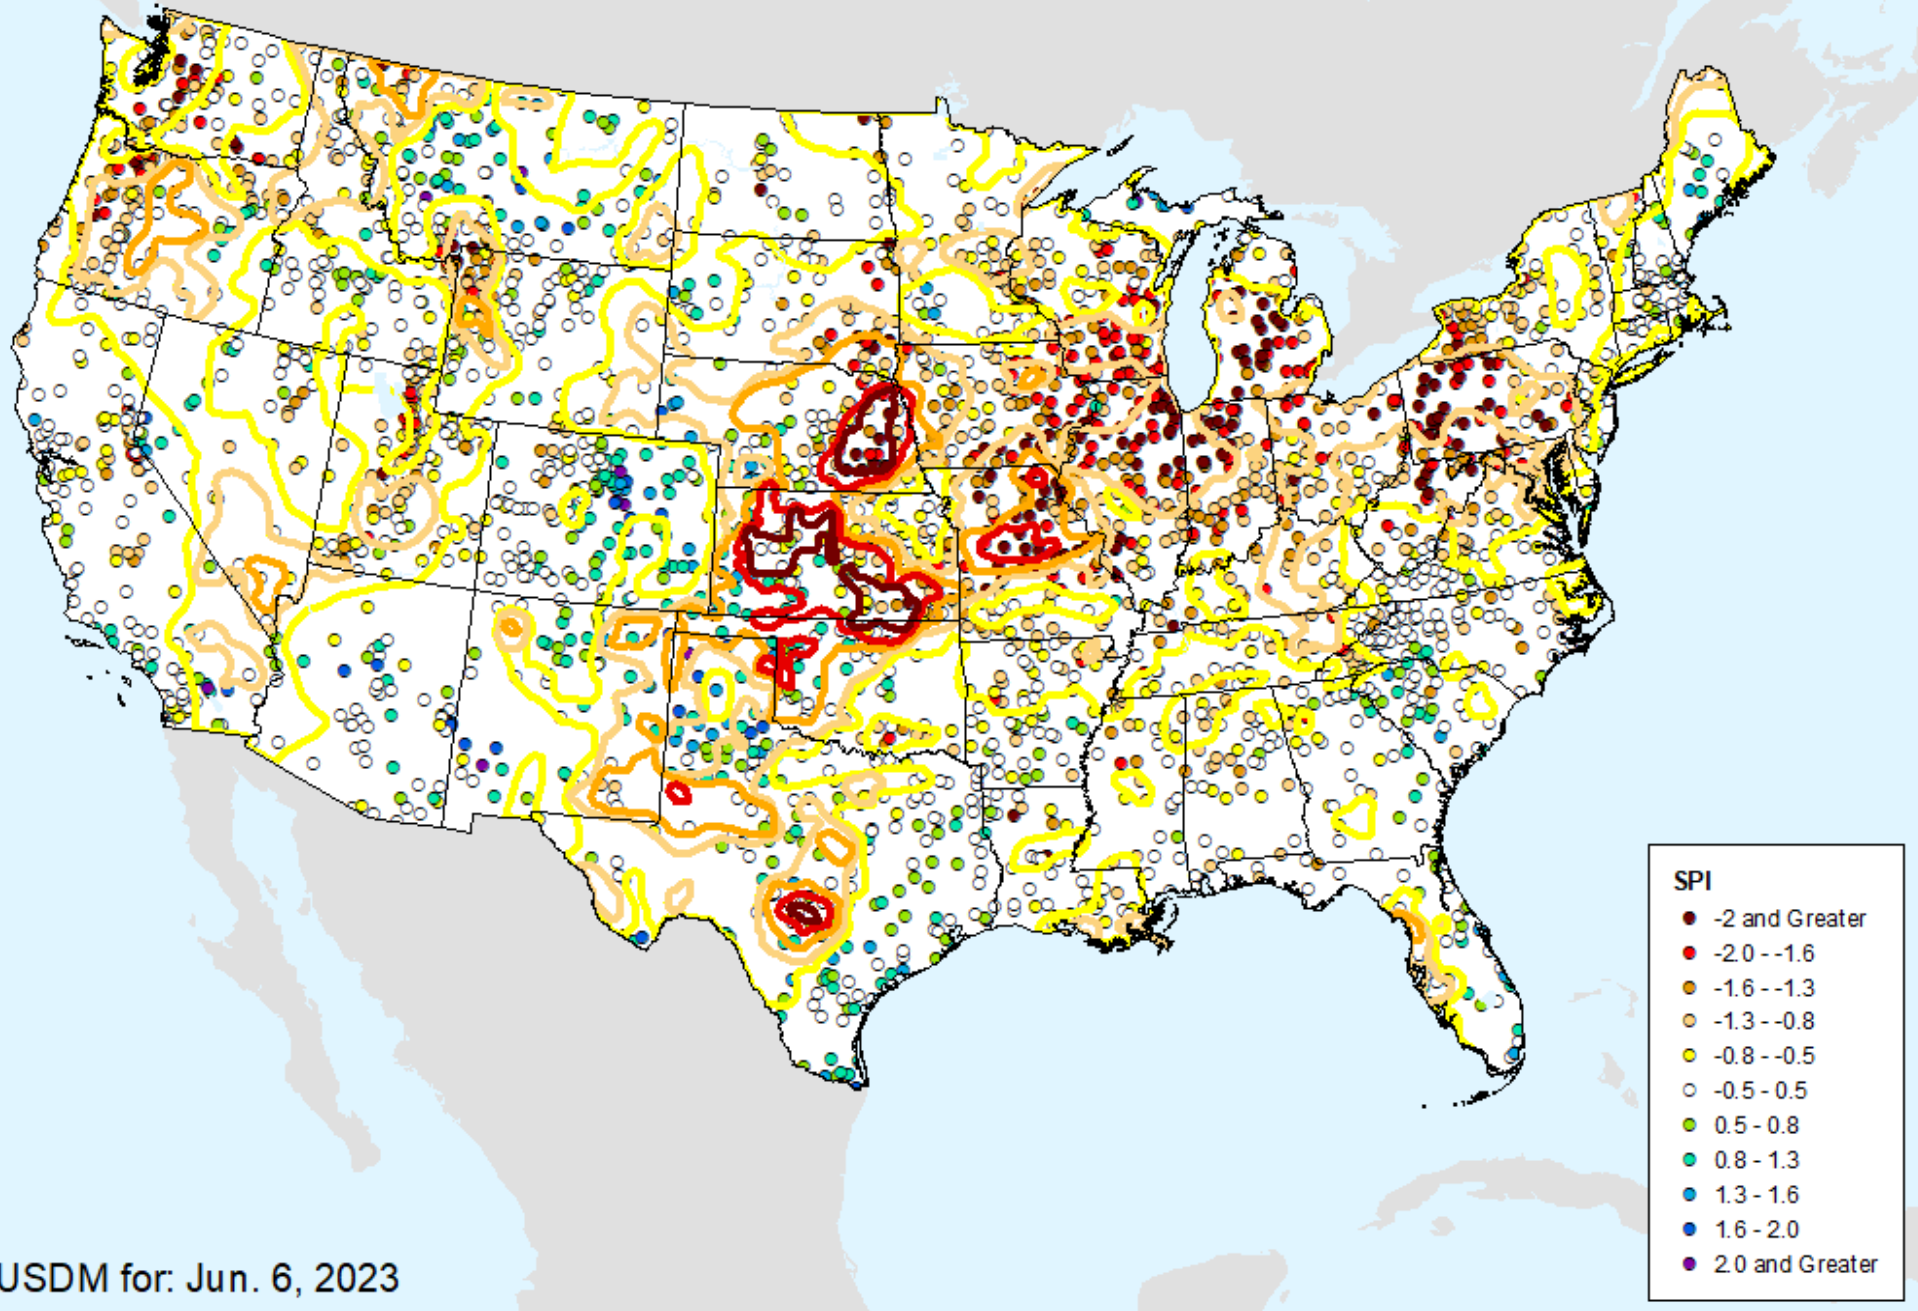 SPI
-2 and Greater
-2.0 - -1.6
-1.6 - -1.3
-1.3 - -0.8
-0.8 - -0.5
-0.5 - 0.5
0.5 - 0.8
0.8 - 1.3
1.3 - 1.6
1.6 - 2.0
2.0 and Greater
USDM for: Jun. 6, 2023